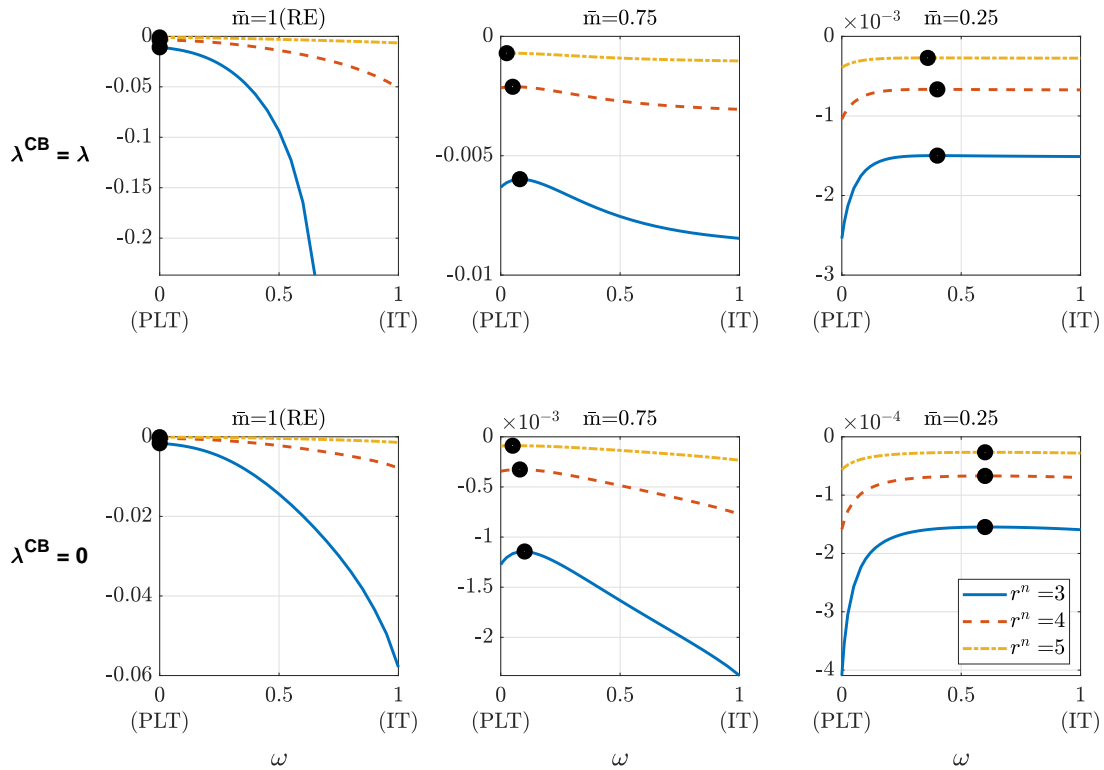 m̄=1(RE)
0
-0.05
-0.1
-0.15
-0.2
0 0.5 1
(PLT) (IT)
m̄=0.75
0
-0.005
-0.01
0 0.5 1
(PLT) (IT)
×10⁻³ m̄=0.25
0
-1
-2
-3
0 0.5 1
(PLT) (IT)
λ^CB = λ
m̄=1(RE)
0
-0.02
-0.04
-0.06
0 0.5 1
(PLT) (IT)
ω
×10⁻³ m̄=0.75
0
-0.5
-1
-1.5
-2
0 0.5 1
(PLT) (IT)
ω
×10⁻⁴ m̄=0.25
0
-1
-2
-3
-4
0 0.5 1
(PLT) (IT)
ω
rⁿ =3
rⁿ =4
rⁿ =5
λ^CB = 0